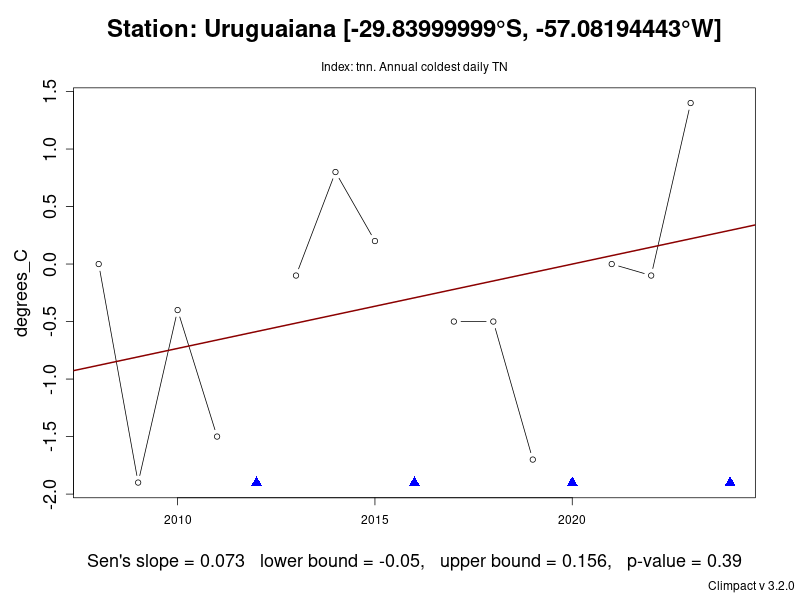 Station: Uruguaiana [-29.83999999°S, -57.08194443°W]
Index: tnn. Annual coldest daily TN
degrees_C
1.5
1.0
0.5
0.0
-0.5
-1.0
-1.5
-2.0
2010 2015 2020
Sen's slope = 0.073 lower bound = -0.05, upper bound = 0.156, p-value = 0.39
Climpact v 3.2.0